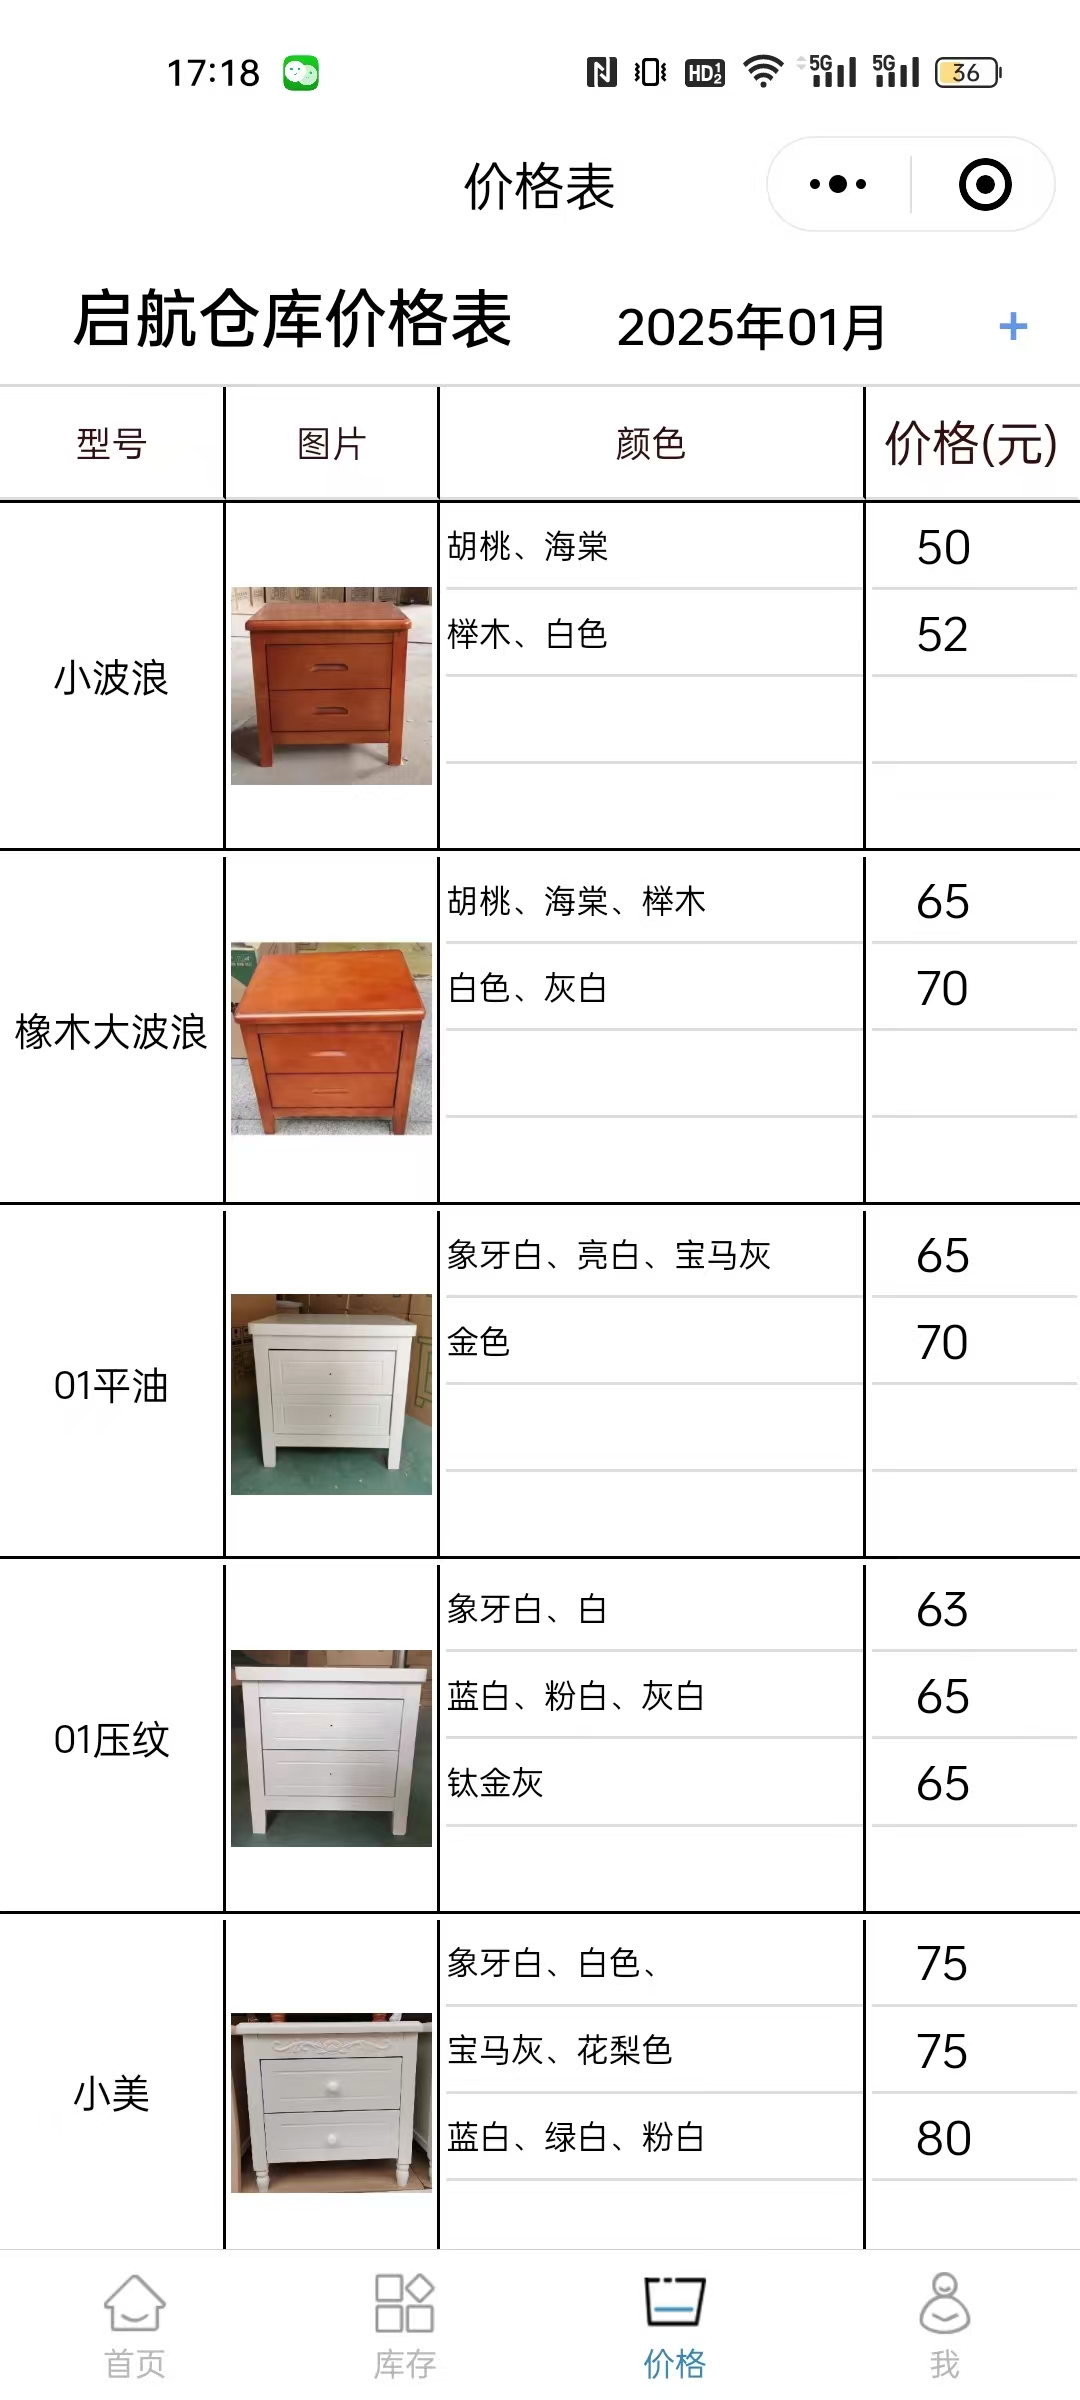 17:18 HD 1 2 5G 5G 36
价格表
启航仓库价格表 2025年01月 +
型号 图片 颜色 价格(元)
小波浪
胡桃、海棠 50
榉木、白色 52
橡木大波浪
胡桃、海棠、榉木 65
白色、灰白 70
01平油
象牙白、亮白、宝马灰 65
金色 70
01压纹
象牙白、白 63
蓝白、粉白、灰白 65
钛金灰 65
小美
象牙白、白色、 75
宝马灰、花梨色 75
蓝白、绿白、粉白 80
首页 库存 价格 我